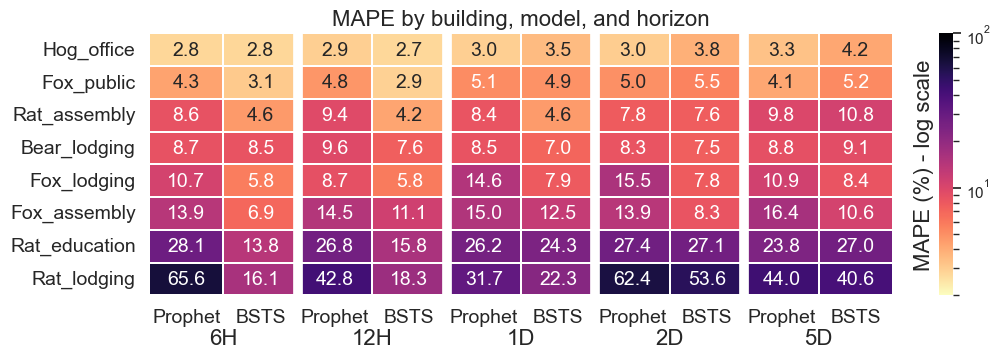 MAPE by building, model, and horizon
Hog_office 2.8 2.8 2.9 2.7 3.0 3.5 3.0 3.8 3.3 4.2
Fox_public 4.3 3.1 4.8 2.9 5.1 4.9 5.0 5.5 4.1 5.2
Rat_assembly 8.6 4.6 9.4 4.2 8.4 4.6 7.8 7.6 9.8 10.8
Bear_lodging 8.7 8.5 9.6 7.6 8.5 7.0 8.3 7.5 8.8 9.1
Fox_lodging 10.7 5.8 8.7 5.8 14.6 7.9 15.5 7.8 10.9 8.4
Fox_assembly 13.9 6.9 14.5 11.1 15.0 12.5 13.9 8.3 16.4 10.6
Rat_education 28.1 13.8 26.8 15.8 26.2 24.3 27.4 27.1 23.8 27.0
Rat_lodging 65.6 16.1 42.8 18.3 31.7 22.3 62.4 53.6 44.0 40.6
Prophet BSTS Prophet BSTS Prophet BSTS Prophet BSTS Prophet BSTS
6H 12H 1D 2D 5D
MAPE (%) - log scale
10²
10¹